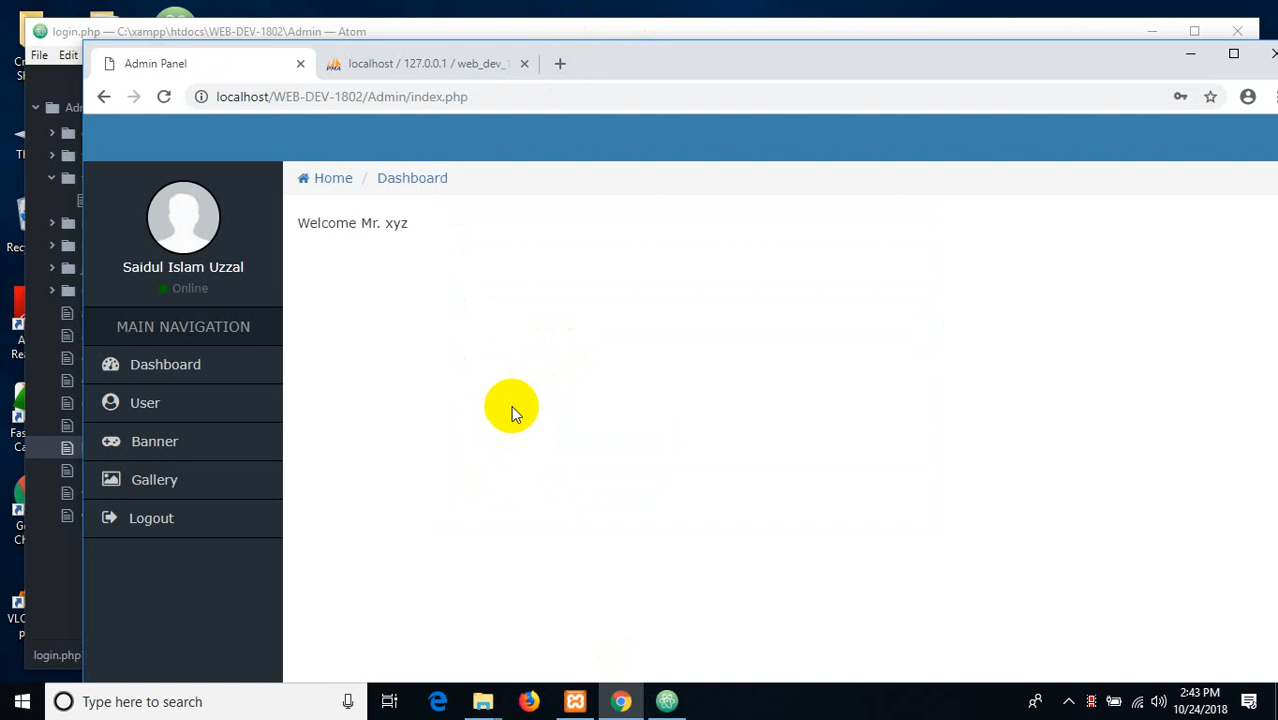 login.php — C:\xampp\htdocs\WEB-DEV-1802\Admin — Atom
File Edit
Admin Panel
localhost / 127.0.0.1 / web_dev_
localhost/WEB-DEV-1802/Admin/index.php
Home / Dashboard
Welcome Mr. xyz
Saidul Islam Uzzal
Online
MAIN NAVIGATION
Dashboard
User
Banner
Gallery
Logout
login.php
Type here to search
2:43 PM
10/24/2018